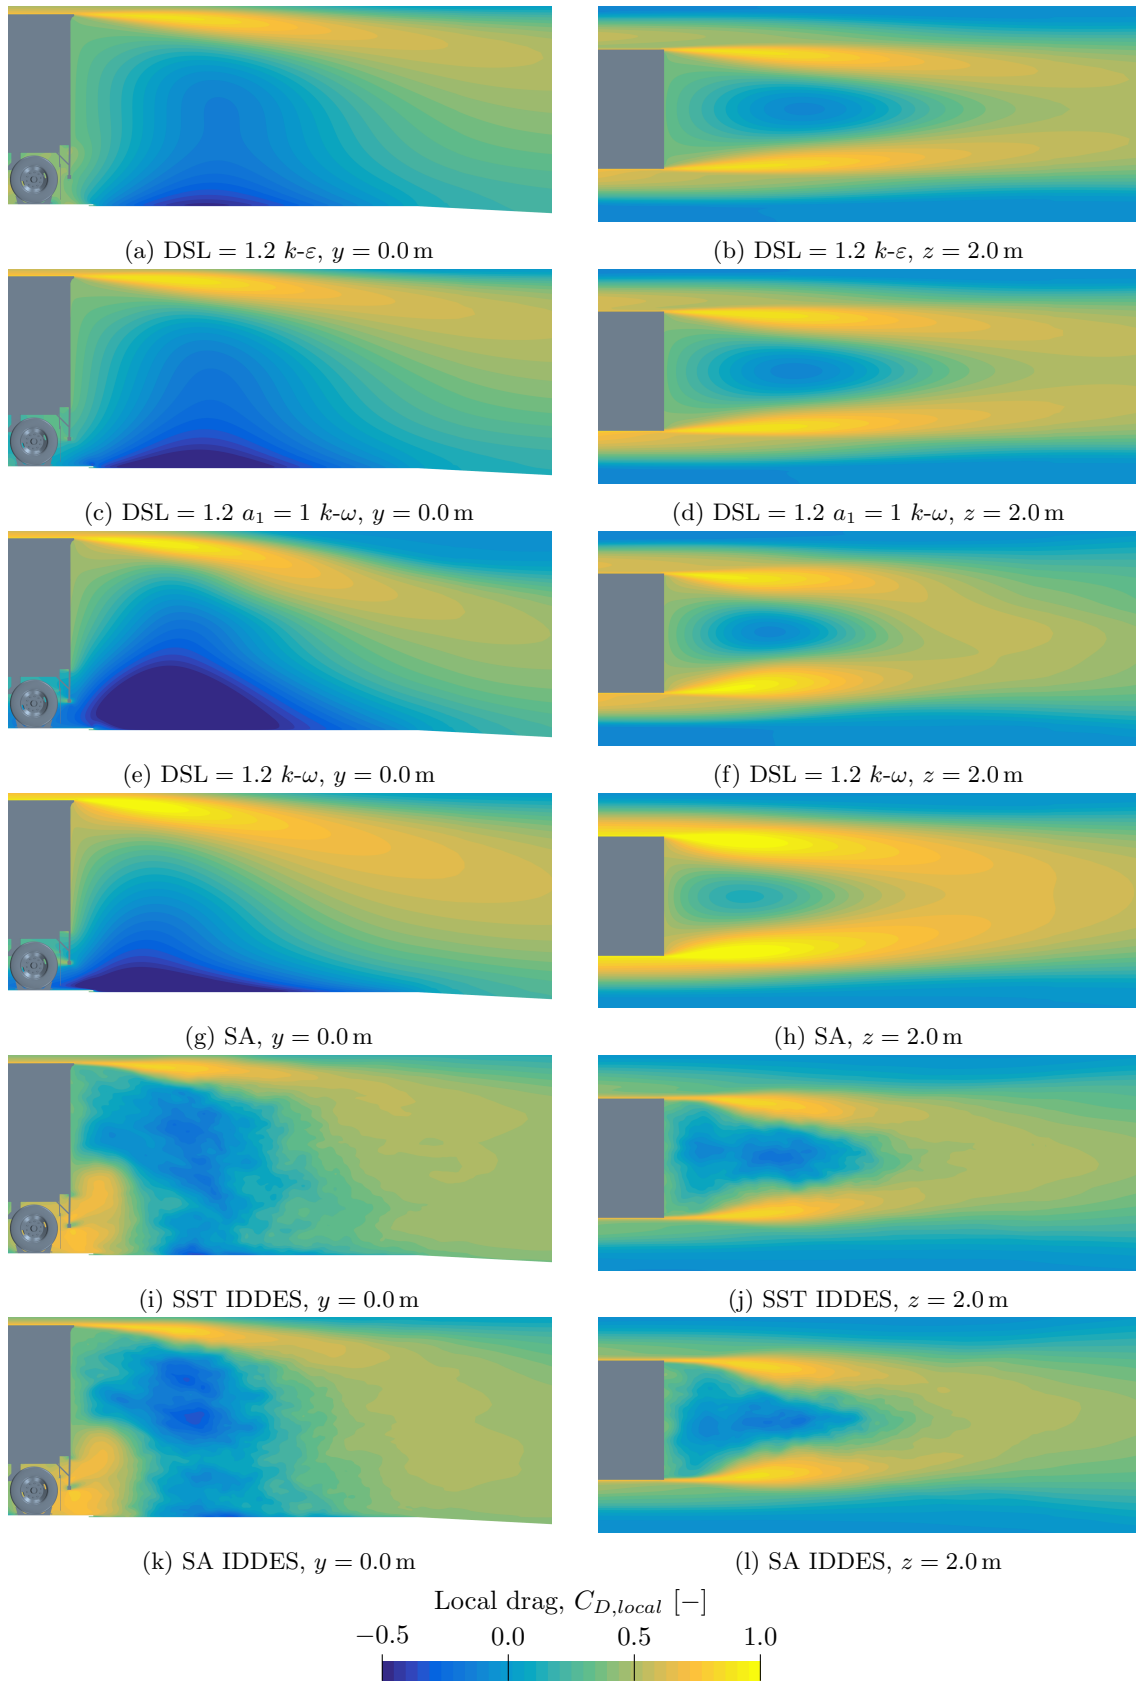 (a) DSL = 1.2 k-ε, y = 0.0 m
(b) DSL = 1.2 k-ε, z = 2.0 m
(c) DSL = 1.2 a₁ = 1 k-ω, y = 0.0 m
(d) DSL = 1.2 a₁ = 1 k-ω, z = 2.0 m
(e) DSL = 1.2 k-ω, y = 0.0 m
(f) DSL = 1.2 k-ω, z = 2.0 m
(g) SA, y = 0.0 m
(h) SA, z = 2.0 m
(i) SST IDDES, y = 0.0 m
(j) SST IDDES, z = 2.0 m
(k) SA IDDES, y = 0.0 m
(l) SA IDDES, z = 2.0 m
Local drag, C_{D,local} [−]
−0.5 0.0 0.5 1.0